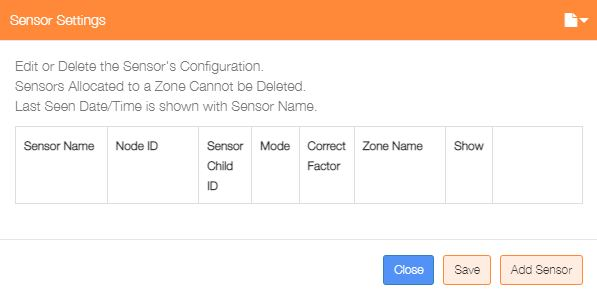 Sensor Settings
Edit or Delete the Sensor's Configuration.
Sensors Allocated to a Zone Cannot be Deleted.
Last Seen Date/Time is shown with Sensor Name.
Sensor Name Node ID Sensor Mode Correct Zone Name Show
Child Factor
ID
Close Save Add Sensor